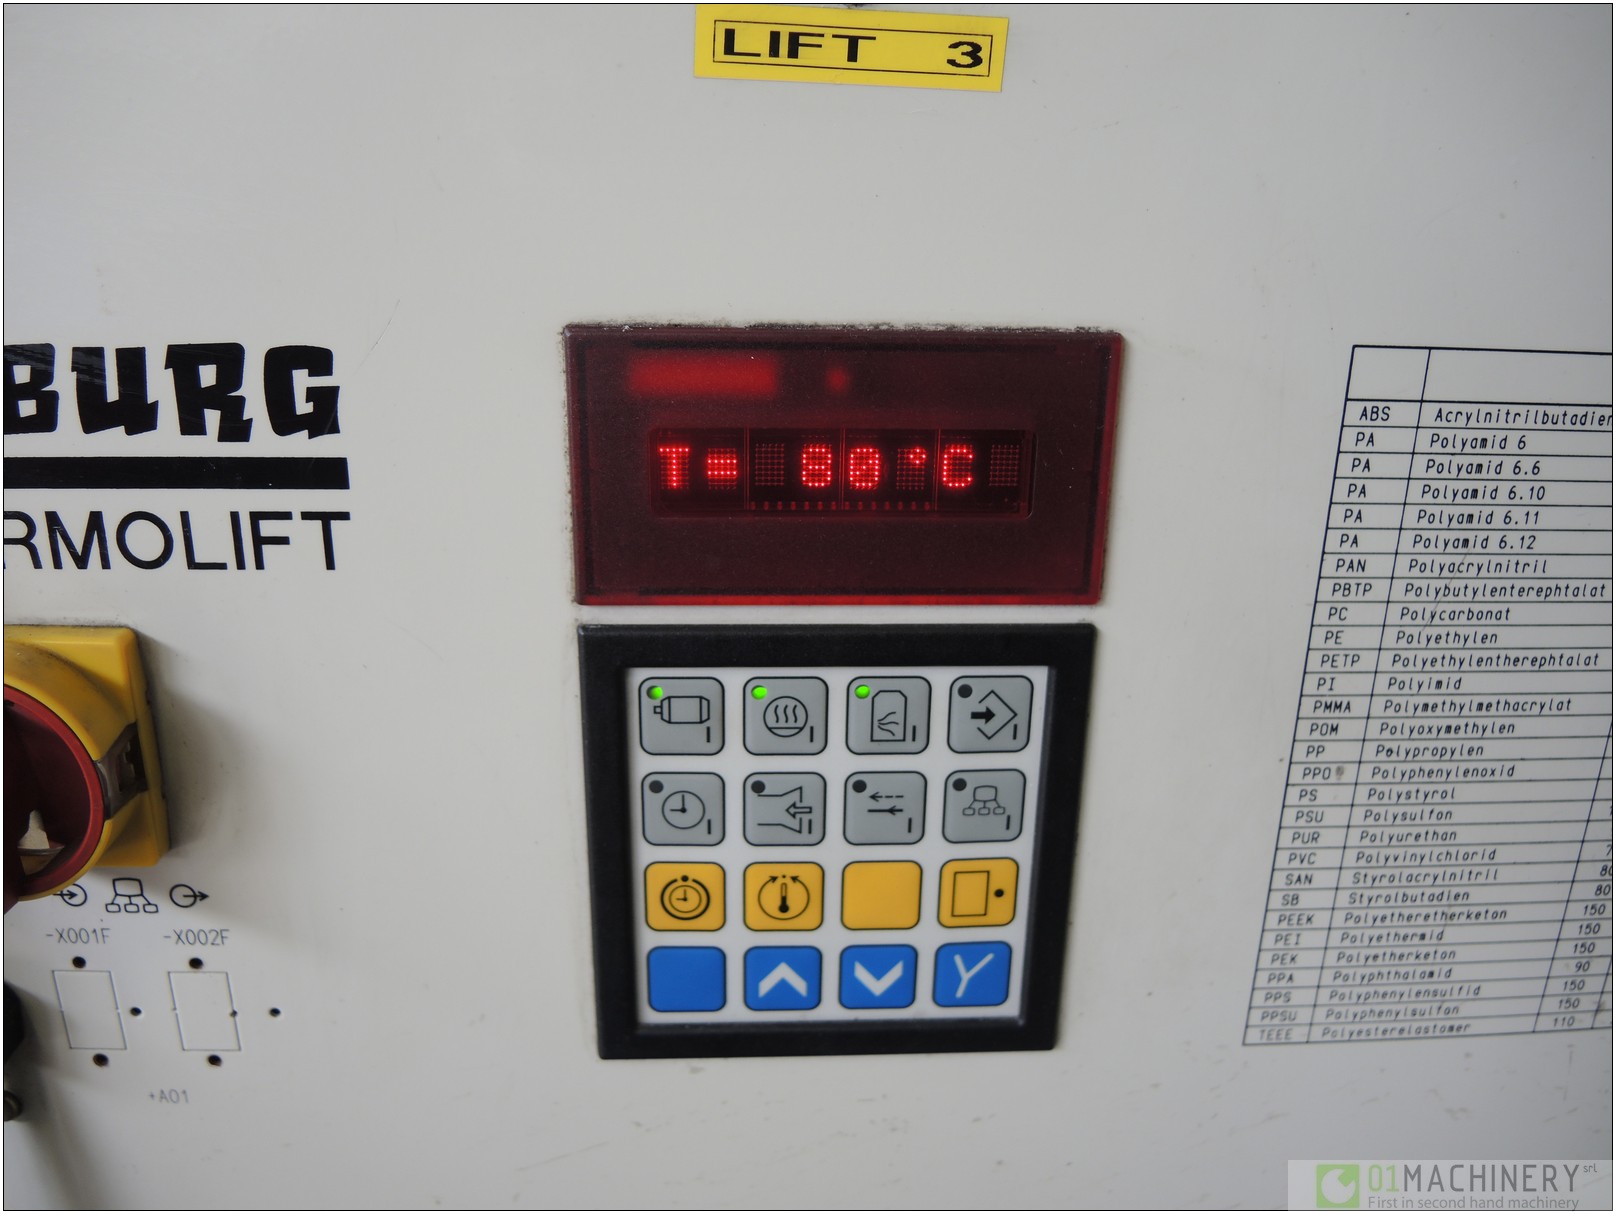 LIFT 3
BURG
RMOLIFT
T= 80°C
-X001F -X002F
+A01
ABS Acrylnitrilbutadien
PA Polyamid 6
PA Polyamid 6.6
PA Polyamid 6.10
PA Polyamid 6.11
PA Polyamid 6.12
PAN Polyacrylnitril
PBTP Polybutylenterephtalat
PC Polycarbonat
PE Polyethylen
PETP Polyethylentherephtalat
PI Polyimid
PMMA Polymethylmethacrylat
POM Polyoxymethylen
PP Polypropylen
PPO Polyphenylenoxid
PS Polystyrol
PSU Polysulfon
PUR Polyurethan
PVC Polyvinylchlorid 7
SAN Styrolacrylnitril 80
SB Styrolbutadien 80
PEEK Polyetheretherketon 150
PEI Polyethermid 150
PEK Polyetherketon 150
PPA Polyphthalamid 90
PPS Polyphenylensulfid 150
PPSU Polyphenylsulfon 150
TEEE Polyesterelastomer 110
01MACHINERY srl
First in second hand machinery